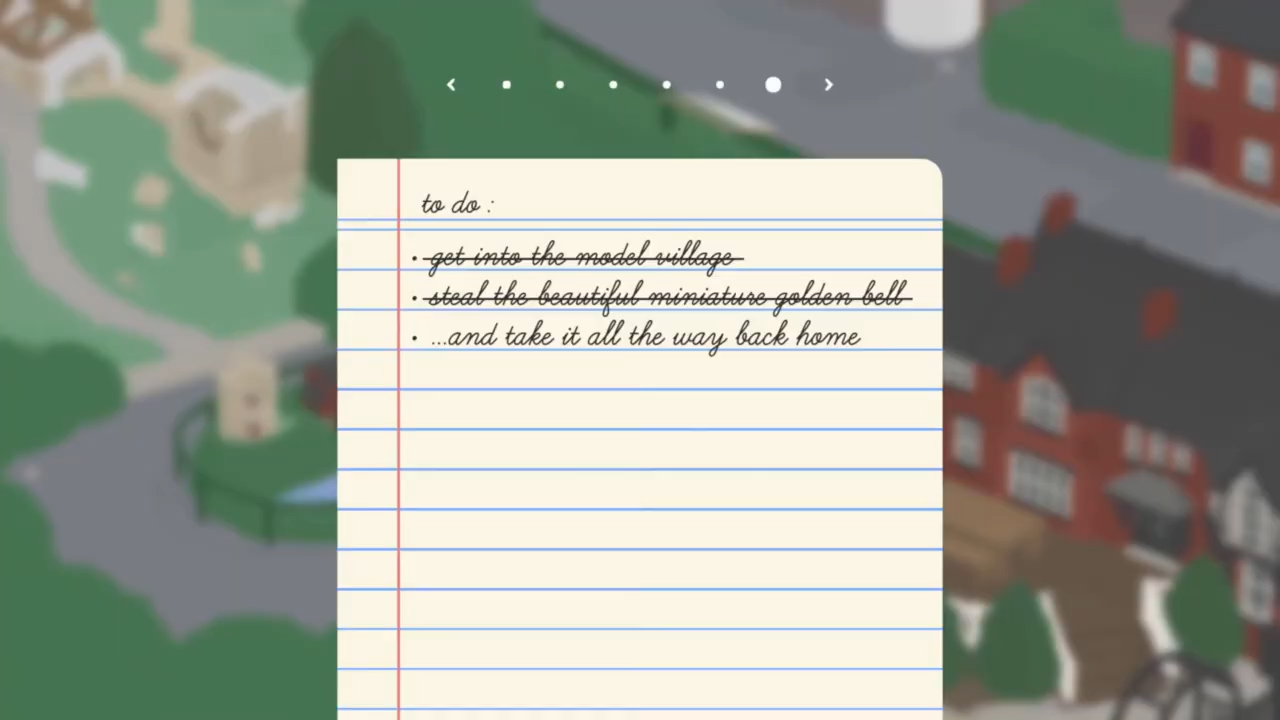 to do :
• get into the model village
• steal the beautiful miniature golden bell
• ...and take it all the way back home